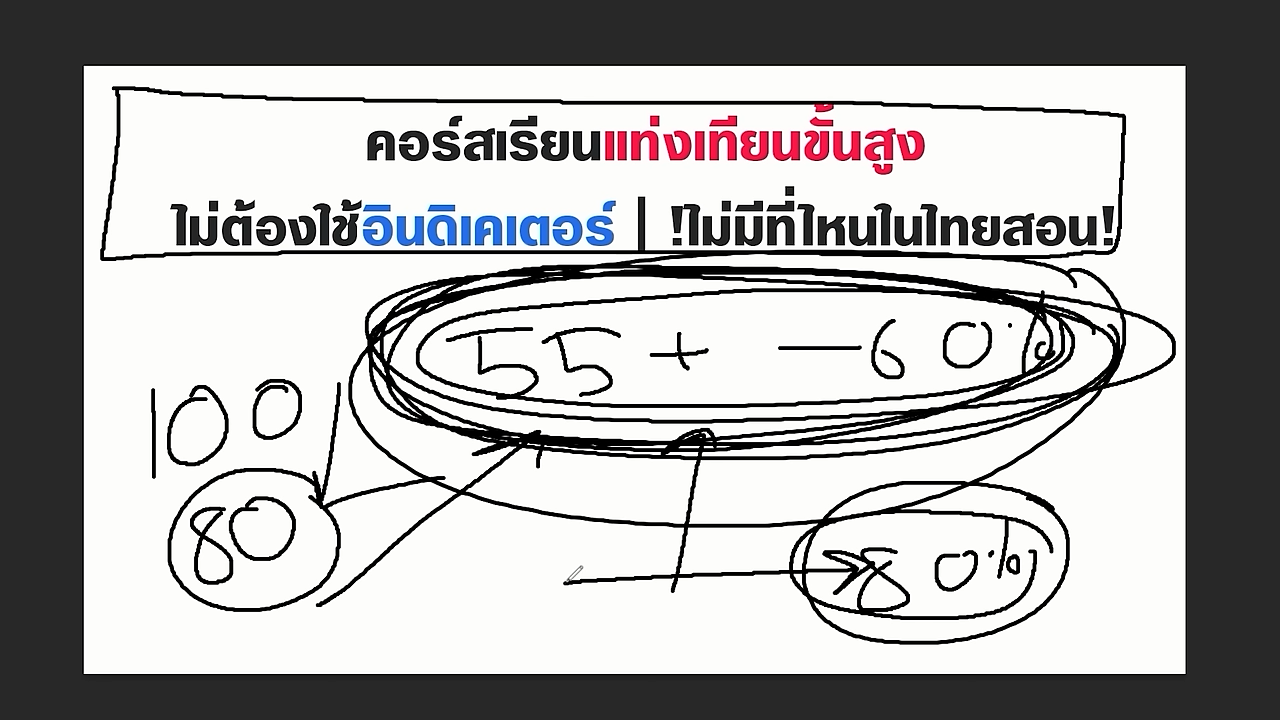 คอร์สเรียนแท่งเทียนขั้นสูง
ไม่ต้องใช้อินดิเคเตอร์ | !ไม่มีที่ไหนในไทยสอน!
55 + — 60%
100
80
80%